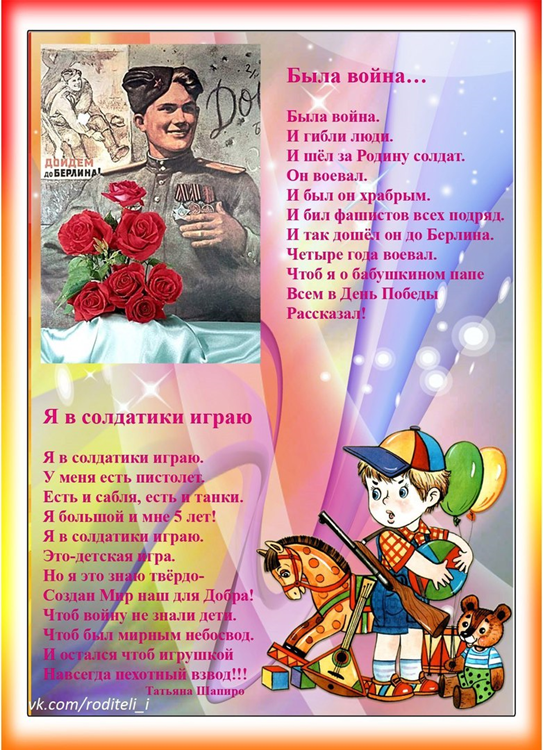 ДОЙДЕМ
ДО БЕРЛИНА!
Была война…
Была война.
И гибли люди.
И шёл за Родину солдат.
Он воевал.
И был он храбрым.
И бил фашистов всех подряд.
И так дошёл он до Берлина.
Четыре года воевал.
Чтоб я о бабушкином папе
Всем в День Победы
Рассказал!
Я в солдатики играю
Я в солдатики играю.
У меня есть пистолет.
Есть и сабля, есть и танки.
Я большой и мне 5 лет!
Я в солдатики играю.
Это-детская игра.
Но я это знаю твёрдо-
Создан Мир наш для Добра!
Чтоб войну не знали дети.
Чтоб был мирным небосвод.
И остался чтоб игрушкой
Навсегда пехотный взвод!!!
Татьяна Шапиро
vk.com/roditeli_i